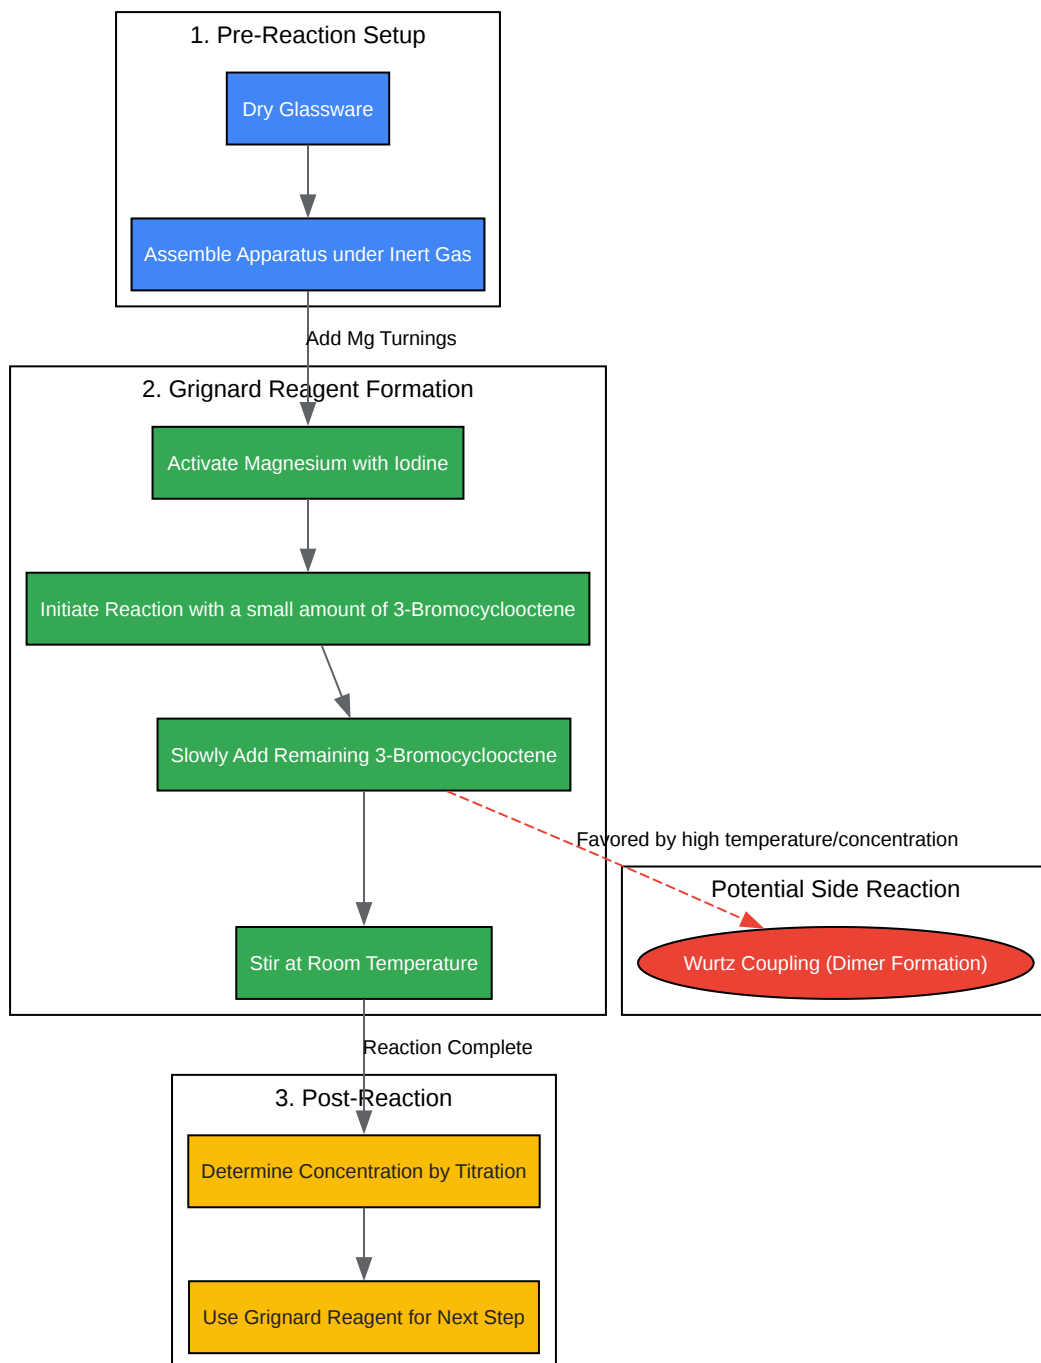 1. Pre-Reaction Setup
Dry Glassware
Assemble Apparatus under Inert Gas
Add Mg Turnings
2. Grignard Reagent Formation
Activate Magnesium with Iodine
Initiate Reaction with a small amount of 3-Bromocyclooctene
Slowly Add Remaining 3-Bromocyclooctene
Favored by high temperature/concentration
Potential Side Reaction
Stir at Room Temperature
Wurtz Coupling (Dimer Formation)
Reaction Complete
3. Post-Reaction
Determine Concentration by Titration
Use Grignard Reagent for Next Step